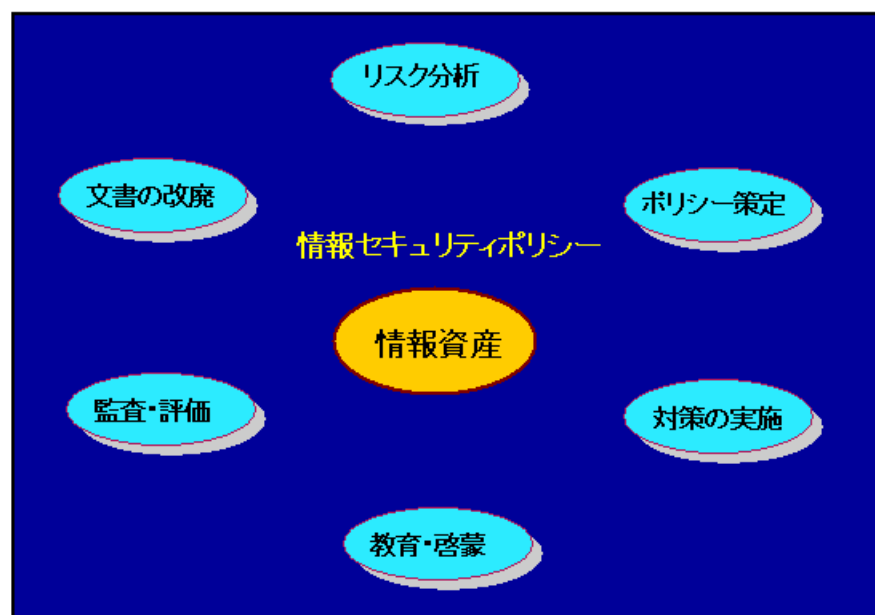 リスク分析
文書の改廃
ポリシー策定
情報セキュリティポリシー
情報資産
監査・評価
対策の実施
教育・啓蒙